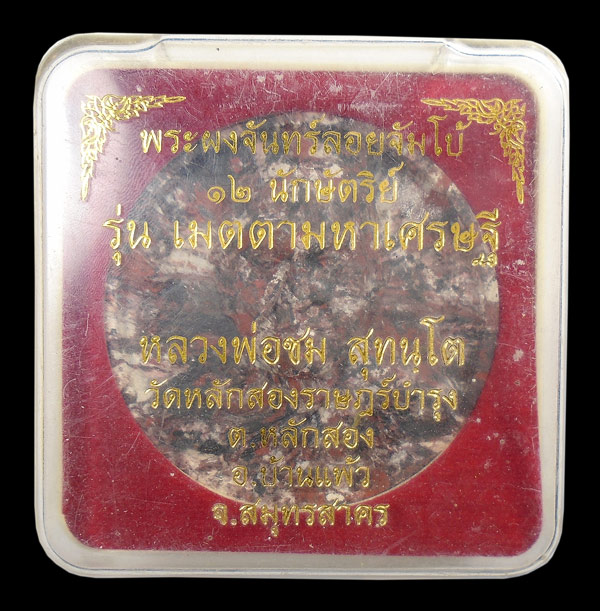 พระผงจันทร์ลอยจัมโบ้
๑๒ นักษัตริย์
รุ่น เมตตามหาเศรษฐี
หลวงพ่อชม สุทนฺโต
วัดหลักสองราษฎร์บำรุง
ต.หลักสอง
อ.บ้านแพ้ว
จ.สมุทรสาคร